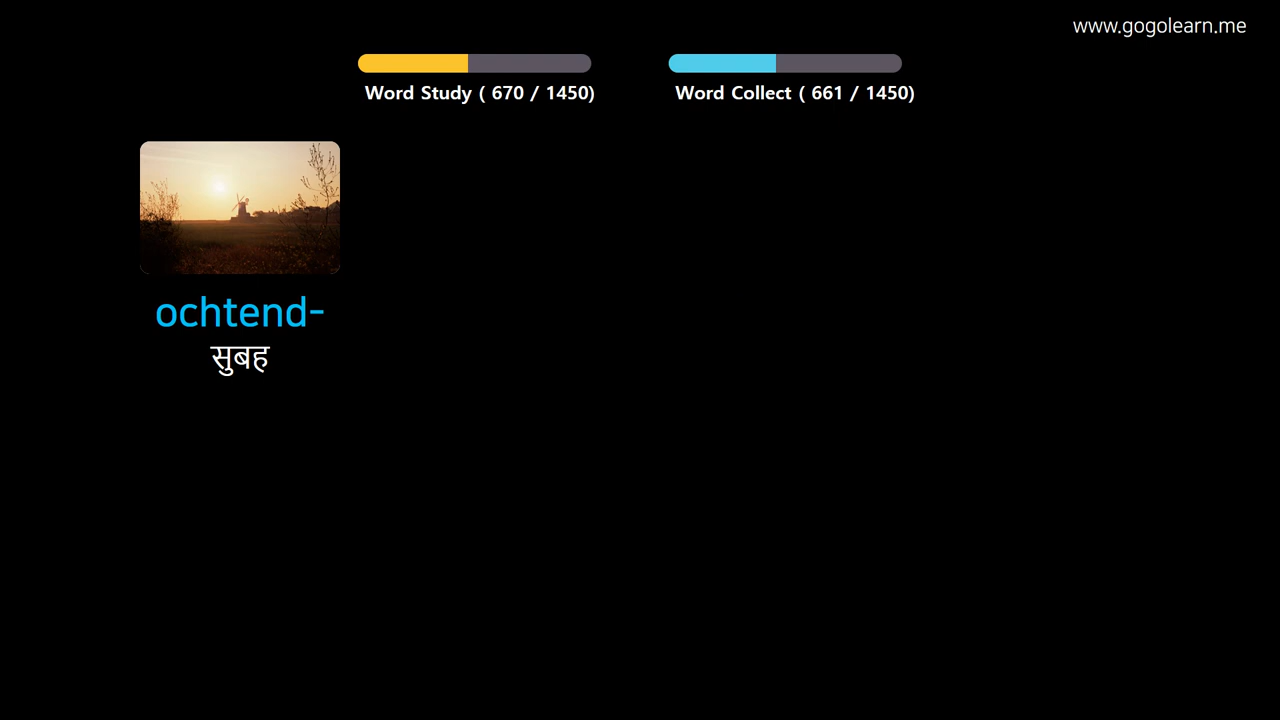 www.gogolearn.me
Word Study ( 670 / 1450)
Word Collect ( 661 / 1450)
ochtend-
सुबह